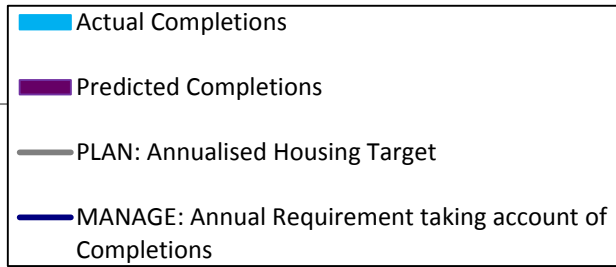 Actual Completions
Predicted Completions
PLAN: Annualised Housing Target
MANAGE: Annual Requirement taking account of
Completions